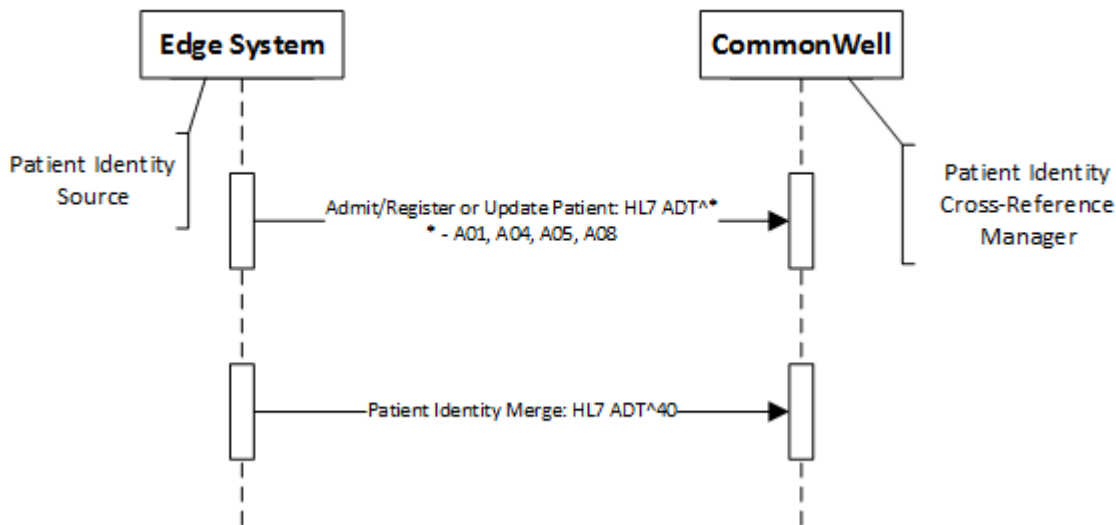 Edge System
CommonWell
Patient Identity
Source
Patient Identity
Cross-Reference
Manager
Admit/Register or Update Patient: HL7 ADT^*
* - A01, A04, A05, A08
Patient Identity Merge: HL7 ADT^40